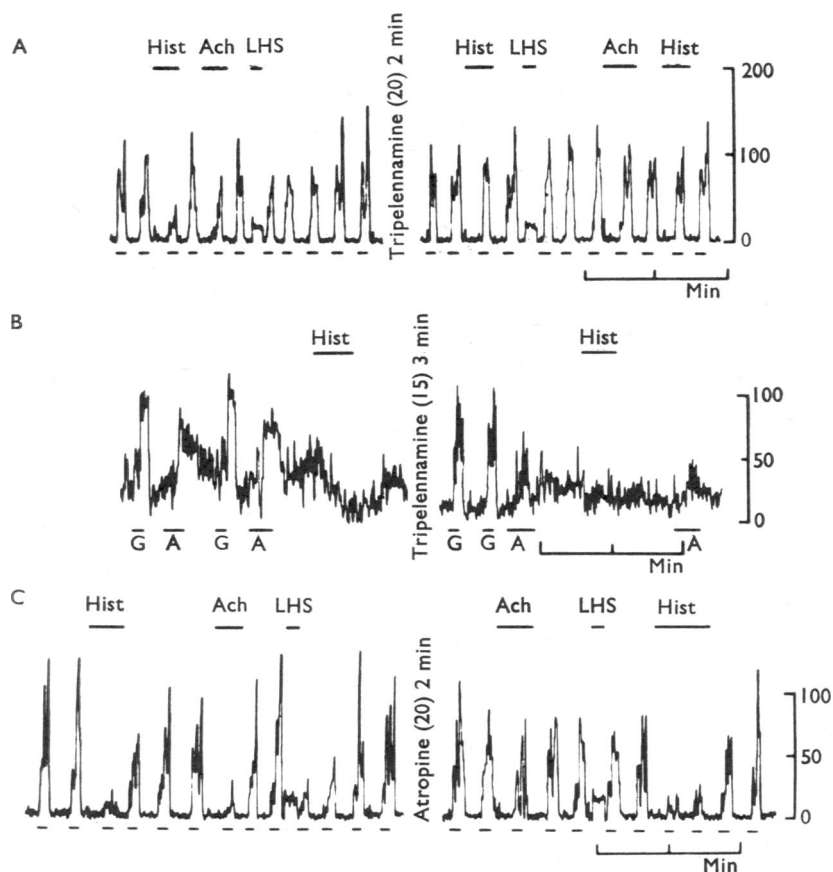 A
Hist Ach LHS
Tripelennamine (20) 2 min
Hist LHS Ach Hist
200
100
0
Min
B
Hist
Tripelennamine (15) 3 min
Hist
100
50
0
G A G A
G G A A
Min
C
Hist Ach LHS
Atropine (20) 2 min
Ach LHS Hist
100
50
0
Min